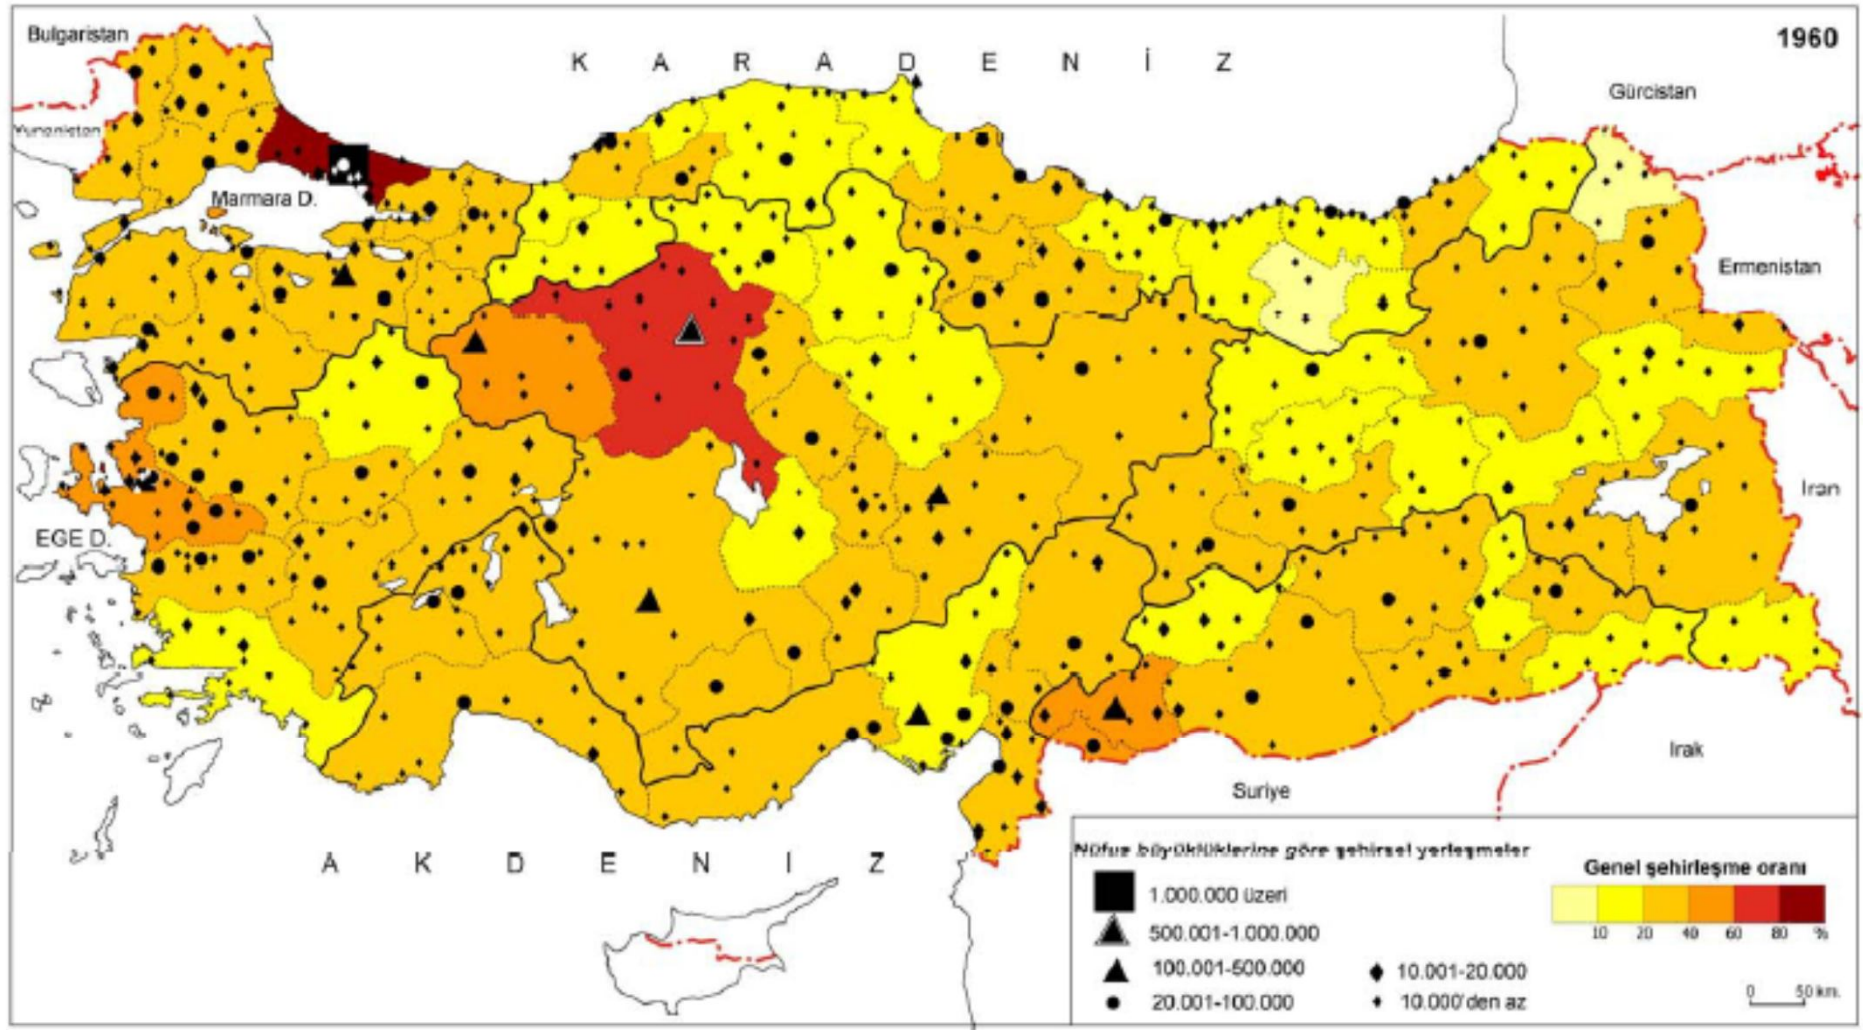 Bulgaristan
1960
K A R A D E N İ Z
Gürcistan
Yunanistan
Marmara D.
Ermenistan
İran
EGE D.
Irak
Suriye
A K D E N İ Z
Nüfus büyüklüklerine göre şehirsel yerleşmeler
1.000.000 üzeri
500.001-1.000.000
100.001-500.000
20.001-100.000
10.001-20.000
10.000'den az
Genel şehirleşme oranı
10 20 40 60 80 %
0 50 km.